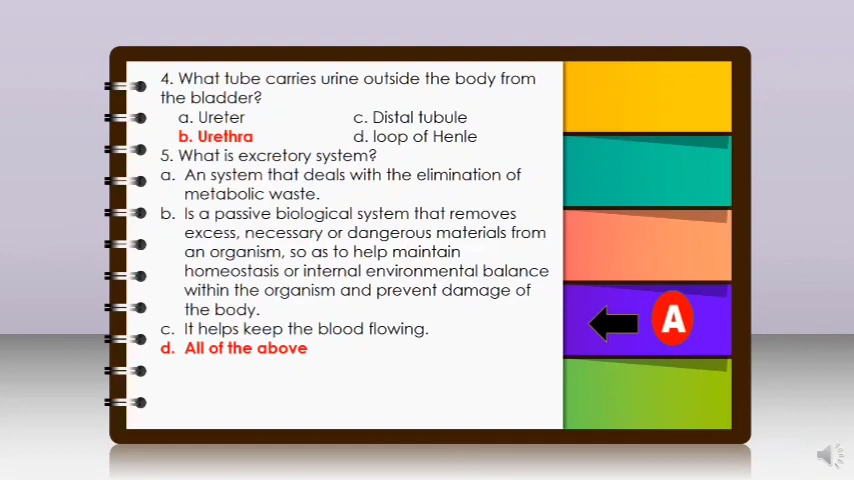 4. What tube carries urine outside the body from
the bladder?
a. Ureter c. Distal tubule
b. Urethra d. loop of Henle
5. What is excretory system?
a. An system that deals with the elimination of
metabolic waste.
b. Is a passive biological system that removes
excess, necessary or dangerous materials from
an organism, so as to help maintain
homeostasis or internal environmental balance
within the organism and prevent damage of
the body.
c. It helps keep the blood flowing.
d. All of the above
A